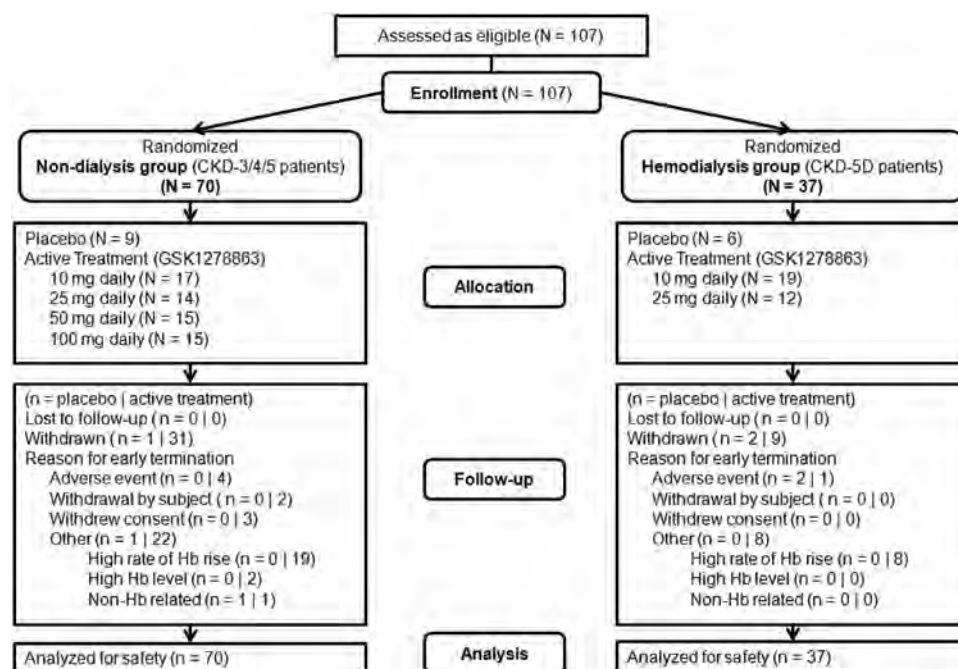 Assessed as eligible (N = 107)
Enrollment (N = 107)
Randomized
Non-dialysis group (CKD-3/4/5 patients)
(N = 70)
Randomized
Hemodialysis group (CKD-5D patients)
(N = 37)
Placebo (N = 9)
Active Treatment (GSK1278863)
10 mg daily (N = 17)
25 mg daily (N = 14)
50 mg daily (N = 15)
100 mg daily (N = 15)
Allocation
Placebo (N = 6)
Active Treatment (GSK1278863)
10 mg daily (N = 19)
25 mg daily (N = 12)
(n = placebo | active treatment)
Lost to follow-up (n = 0 | 0)
Withdrawn (n = 1 | 31)
Reason for early termination
Adverse event (n = 0 | 4)
Withdrawal by subject (n = 0 | 2)
Withdrew consent (n = 0 | 3)
Other (n = 1 | 22)
High rate of Hb rise (n = 0 | 19)
High Hb level (n = 0 | 2)
Non-Hb related (n = 1 | 1)
Follow-up
(n = placebo | active treatment)
Lost to follow-up (n = 0 | 0)
Withdrawn (n = 2 | 9)
Reason for early termination
Adverse event (n = 2 | 1)
Withdrawal by subject (n = 0 | 0)
Withdrew consent (n = 0 | 0)
Other (n = 0 | 8)
High rate of Hb rise (n = 0 | 8)
High Hb level (n = 0 | 0)
Non-Hb related (n = 0 | 0)
Analyzed for safety (n = 70)
Analysis
Analyzed for safety (n = 37)